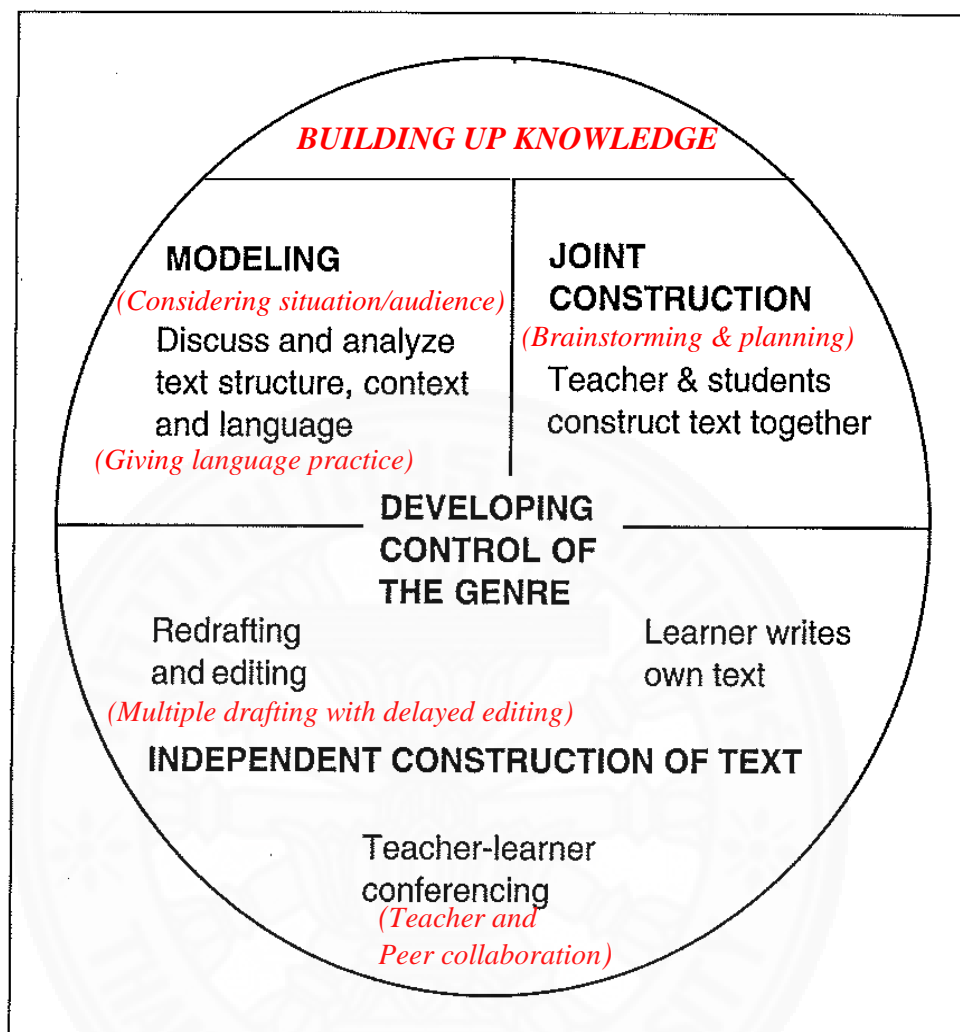 BUILDING UP KNOWLEDGE
MODELING
(Considering situation/audience)
Discuss and analyze
text structure, context
and language
(Giving language practice)
JOINT
CONSTRUCTION
(Brainstorming & planning)
Teacher & students
construct text together
DEVELOPING
CONTROL OF
THE GENRE
Redrafting
and editing
(Multiple drafting with delayed editing)
Learner writes
own text
INDEPENDENT CONSTRUCTION OF TEXT
Teacher-learner
conferencing
(Teacher and
Peer collaboration)